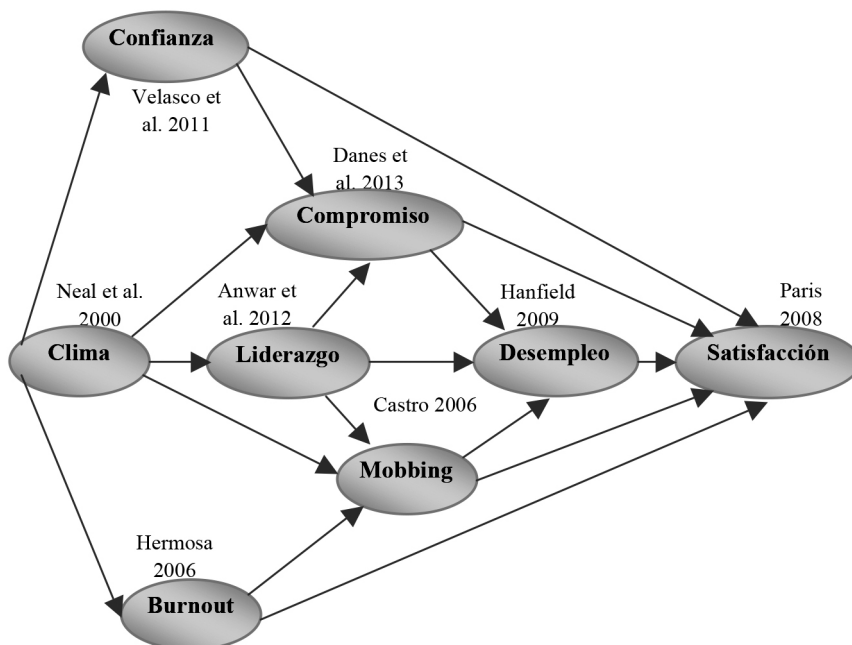 Confianza
Velasco et
al. 2011
Danes et
al. 2013
Compromiso
Neal et al.
2000
Anwar et
al. 2012
Hanfield
2009
Paris
2008
Clima
Liderazgo
Desempleo
Satisfacción
Castro 2006
Mobbing
Hermosa
2006
Burnout